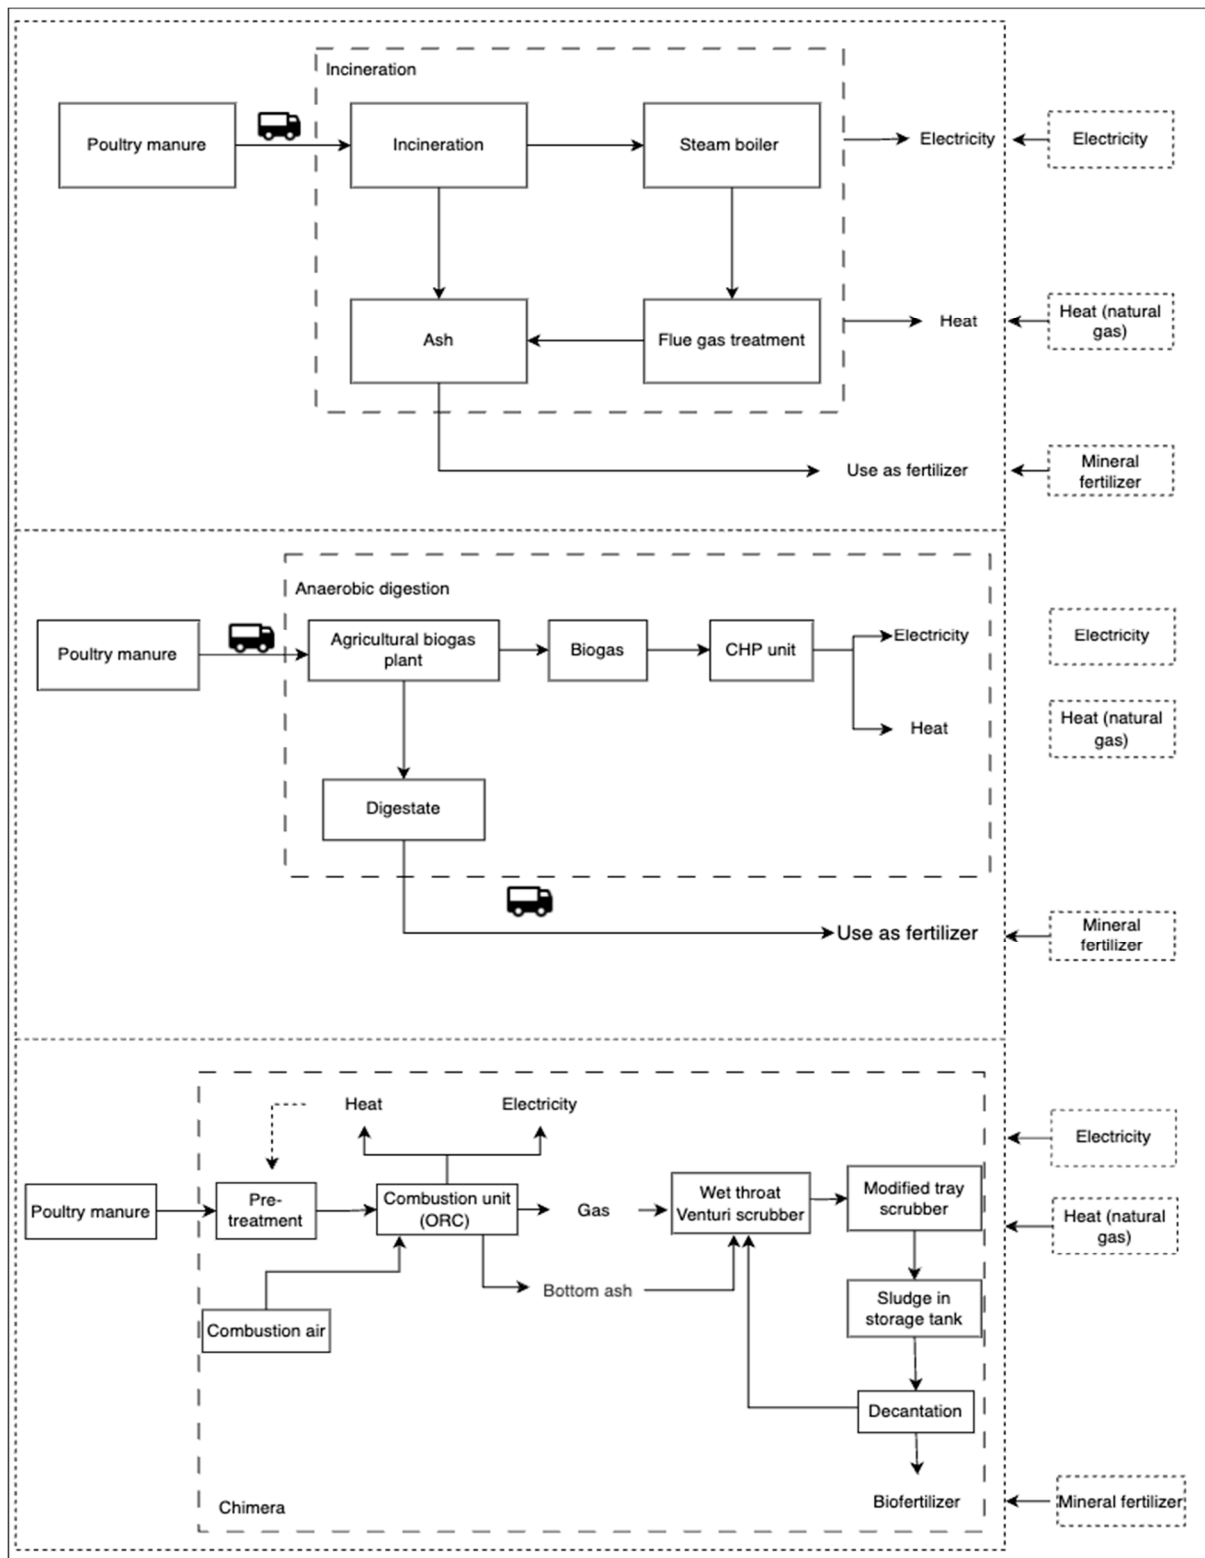 Incineration
Poultry manure
Incineration
Steam boiler
Electricity
Electricity
Ash
Flue gas treatment
Heat
Heat (natural
gas)
Use as fertilizer
Mineral
fertilizer
Anaerobic digestion
Poultry manure
Agricultural biogas
plant
Biogas
CHP unit
Electricity
Electricity
Heat
Heat (natural
gas)
Digestate
Use as fertilizer
Mineral
fertilizer
Heat
Electricity
Electricity
Poultry manure
Pre-
treatment
Combustion unit
(ORC)
Gas
Wet throat
Venturi scrubber
Modified tray
scrubber
Heat (natural
gas)
Bottom ash
Combustion air
Sludge in
storage tank
Decantation
Biofertilizer
Mineral fertilizer
Chimera